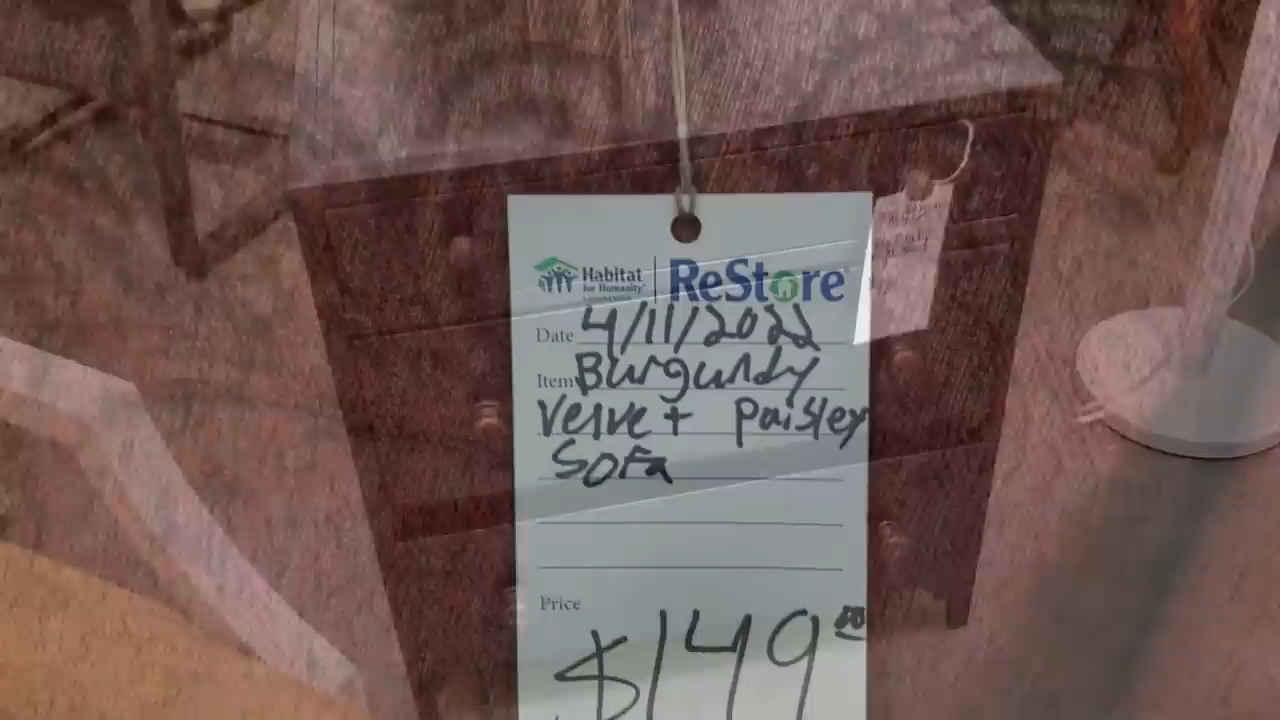 Habitat for Humanity | ReStore
Date 4/11/2022
Item Burgundy
Velvet Paisley
Sofa
Price
$149.00